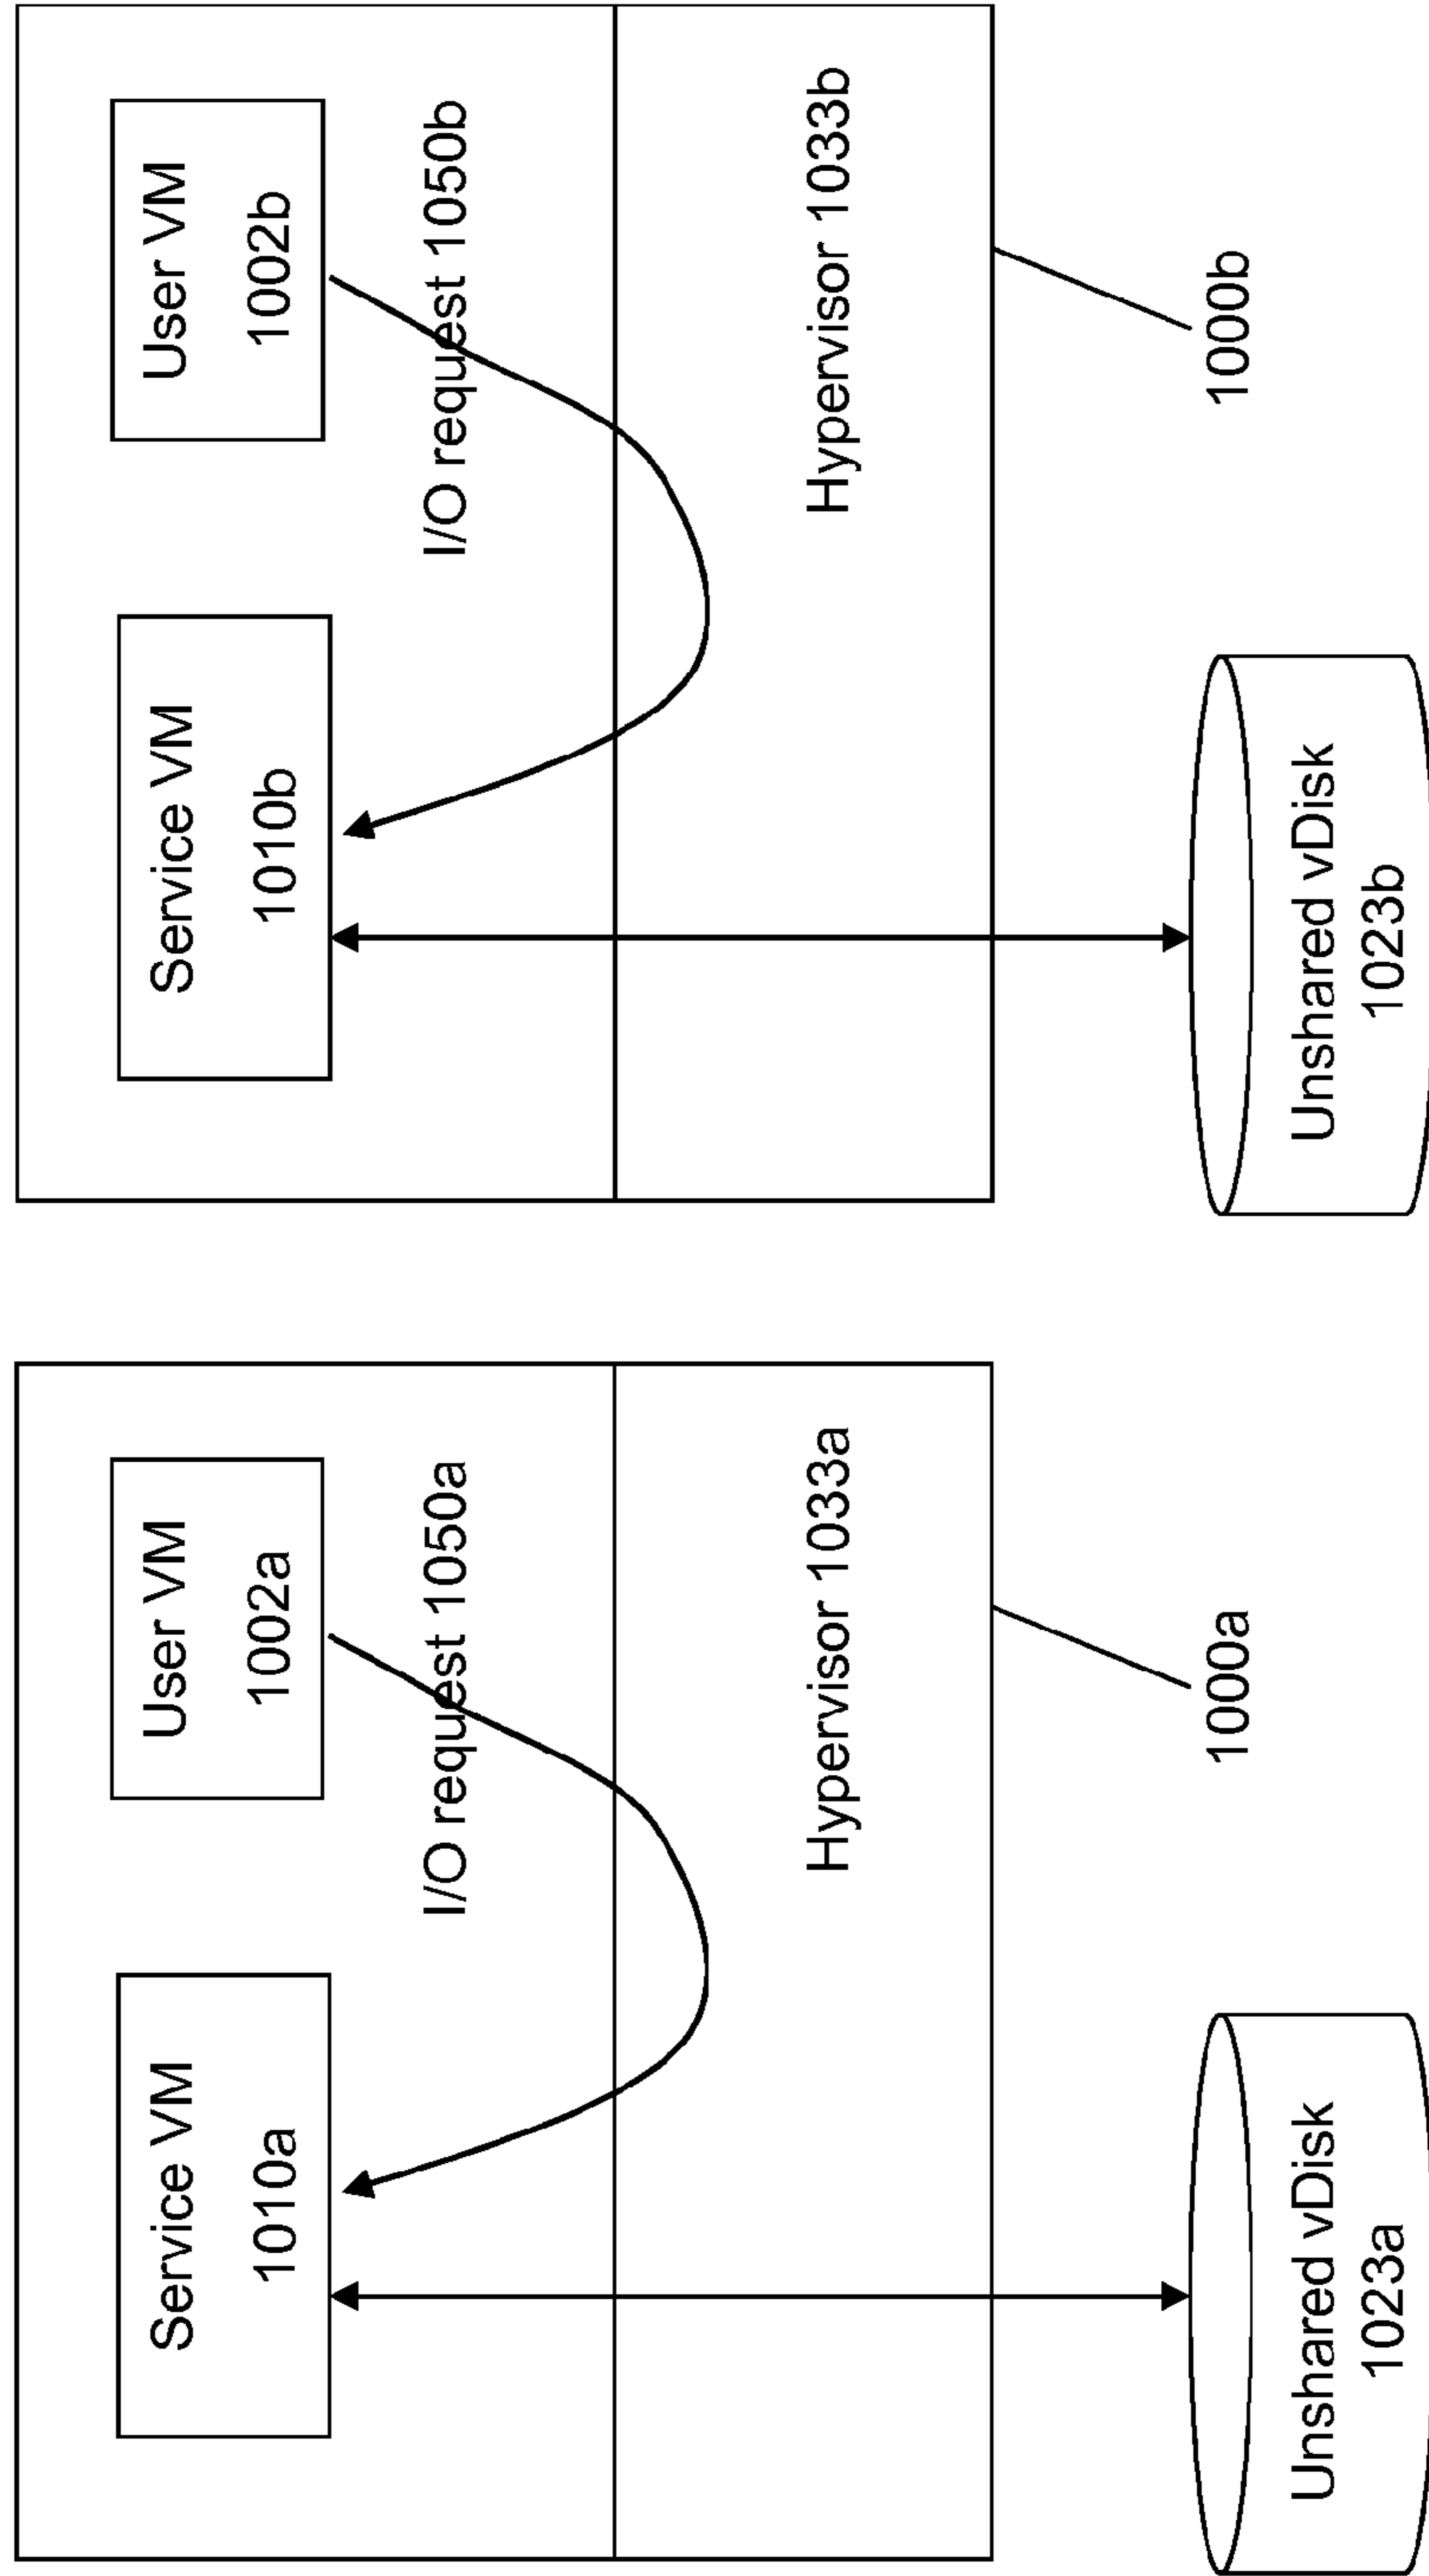 Service VM
1010a
User VM
1002a
I/O request 1050a
Hypervisor 1033a
1000a
Unshared vDisk
1023a
Service VM
1010b
User VM
1002b
I/O request 1050b
Hypervisor 1033b
1000b
Unshared vDisk
1023b